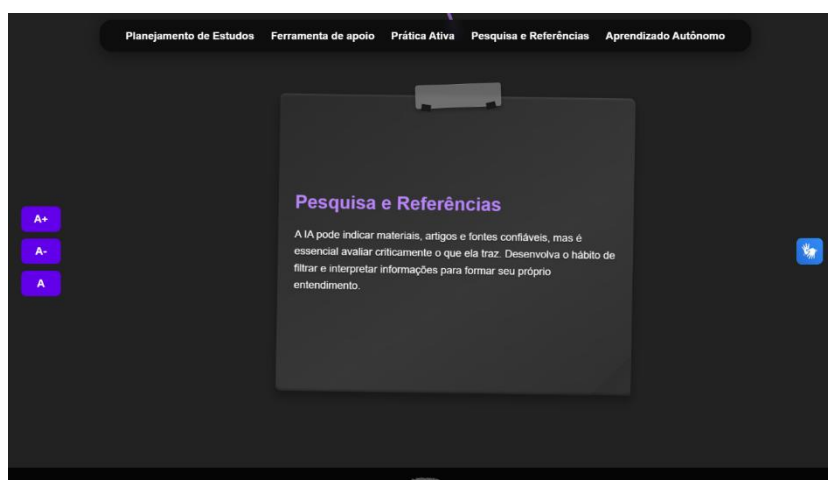 Planejamento de Estudos Ferramenta de apoio Prática Ativa Pesquisa e Referências Aprendizado Autônomo
Pesquisa e Referências
A IA pode indicar materiais, artigos e fontes confiáveis, mas é
essencial avaliar criticamente o que ela traz. Desenvolva o hábito de
filtrar e interpretar informações para formar seu próprio
entendimento.
A+
A-
A